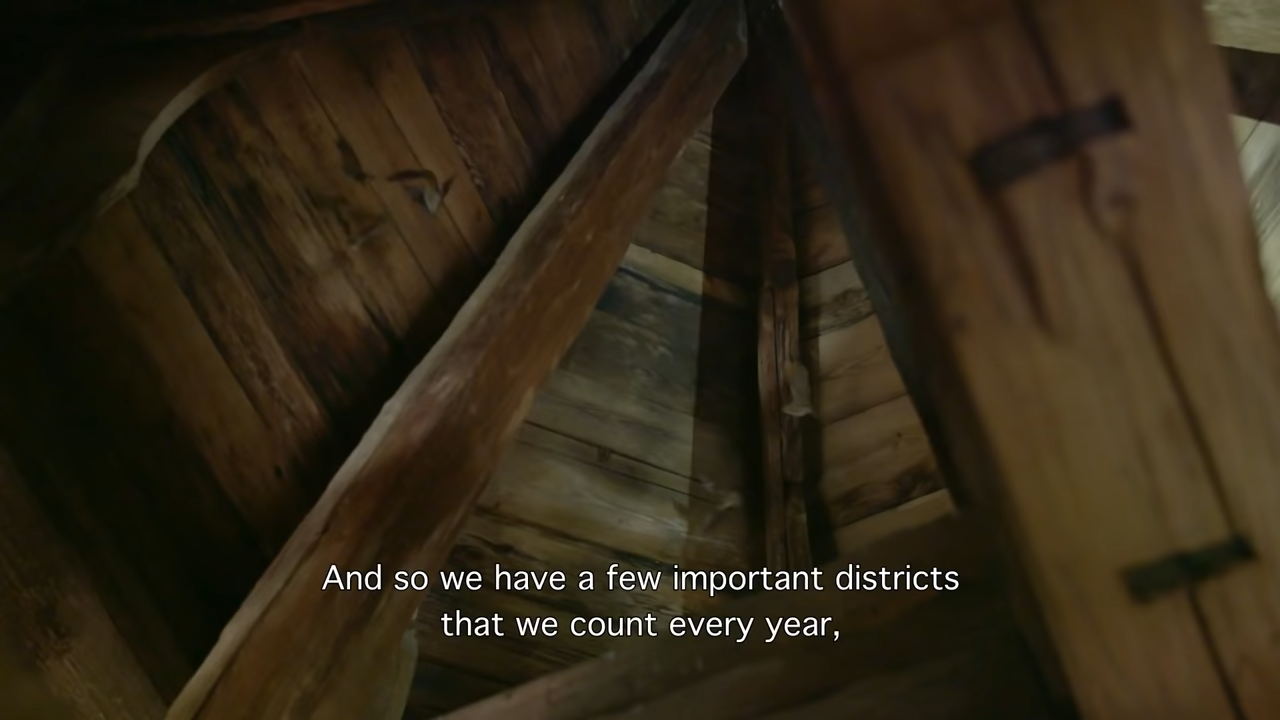 And so we have a few important districts
that we count every year,